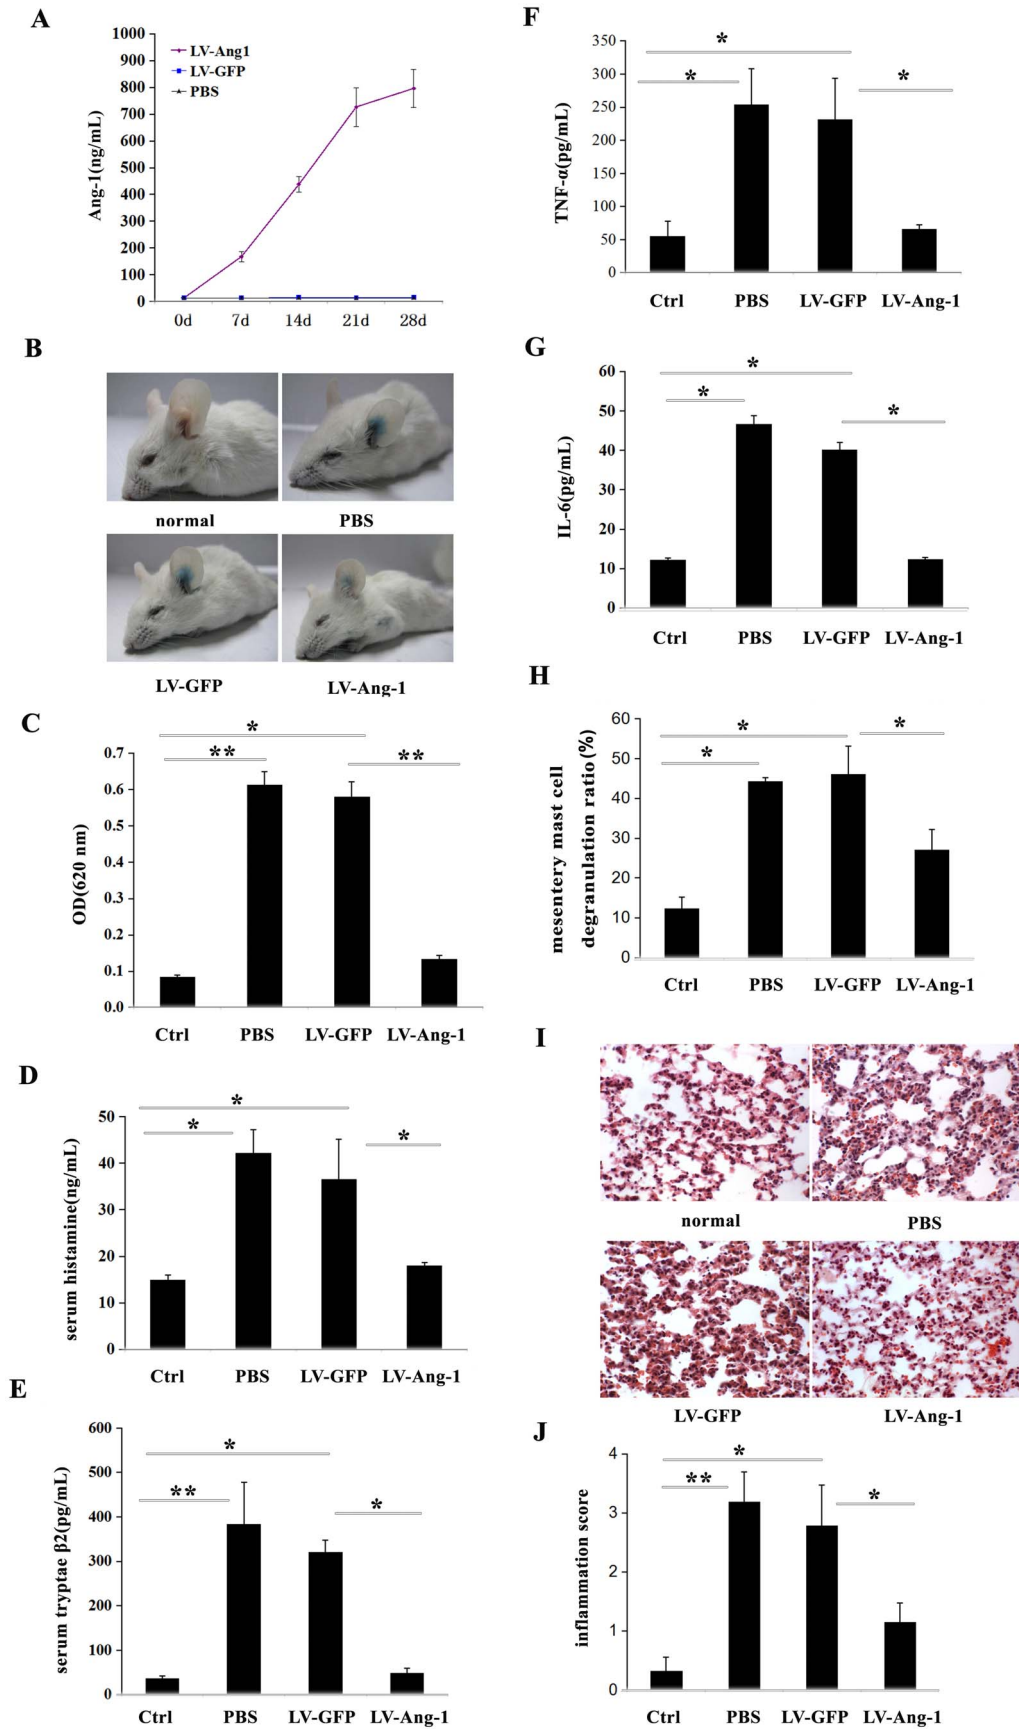 A
1000
900
800
700
600
500
400
300
200
100
0
Ang-1(ng/mL)
LV-Ang1
LV-GFP
PBS
0d 7d 14d 21d 28d
B
normal PBS
LV-GFP LV-Ang-1
C
0.7
0.6
0.5
0.4
0.3
0.2
0.1
0.0
OD(620 nm)
*
** **
Ctrl PBS LV-GFP LV-Ang-1
D
50
40
30
20
10
0
serum histamine(ng/mL)
*
* *
Ctrl PBS LV-GFP LV-Ang-1
E
600
500
400
300
200
100
0
serum tryptae β2(pg/mL)
*
** *
Ctrl PBS LV-GFP LV-Ang-1
F
350
300
250
200
150
100
50
0
TNF-α(pg/mL)
*
* *
Ctrl PBS LV-GFP LV-Ang-1
G
60
50
40
30
20
10
0
IL-6(pg/mL)
*
* *
Ctrl PBS LV-GFP LV-Ang-1
H
60
50
40
30
20
10
0
mesentery mast cell
degranulation ratio(%)
* *
*
Ctrl PBS LV-GFP LV-Ang-1
I
normal PBS
LV-GFP LV-Ang-1
J
4
3
2
1
0
inflammation score
*
** *
Ctrl PBS LV-GFP LV-Ang-1